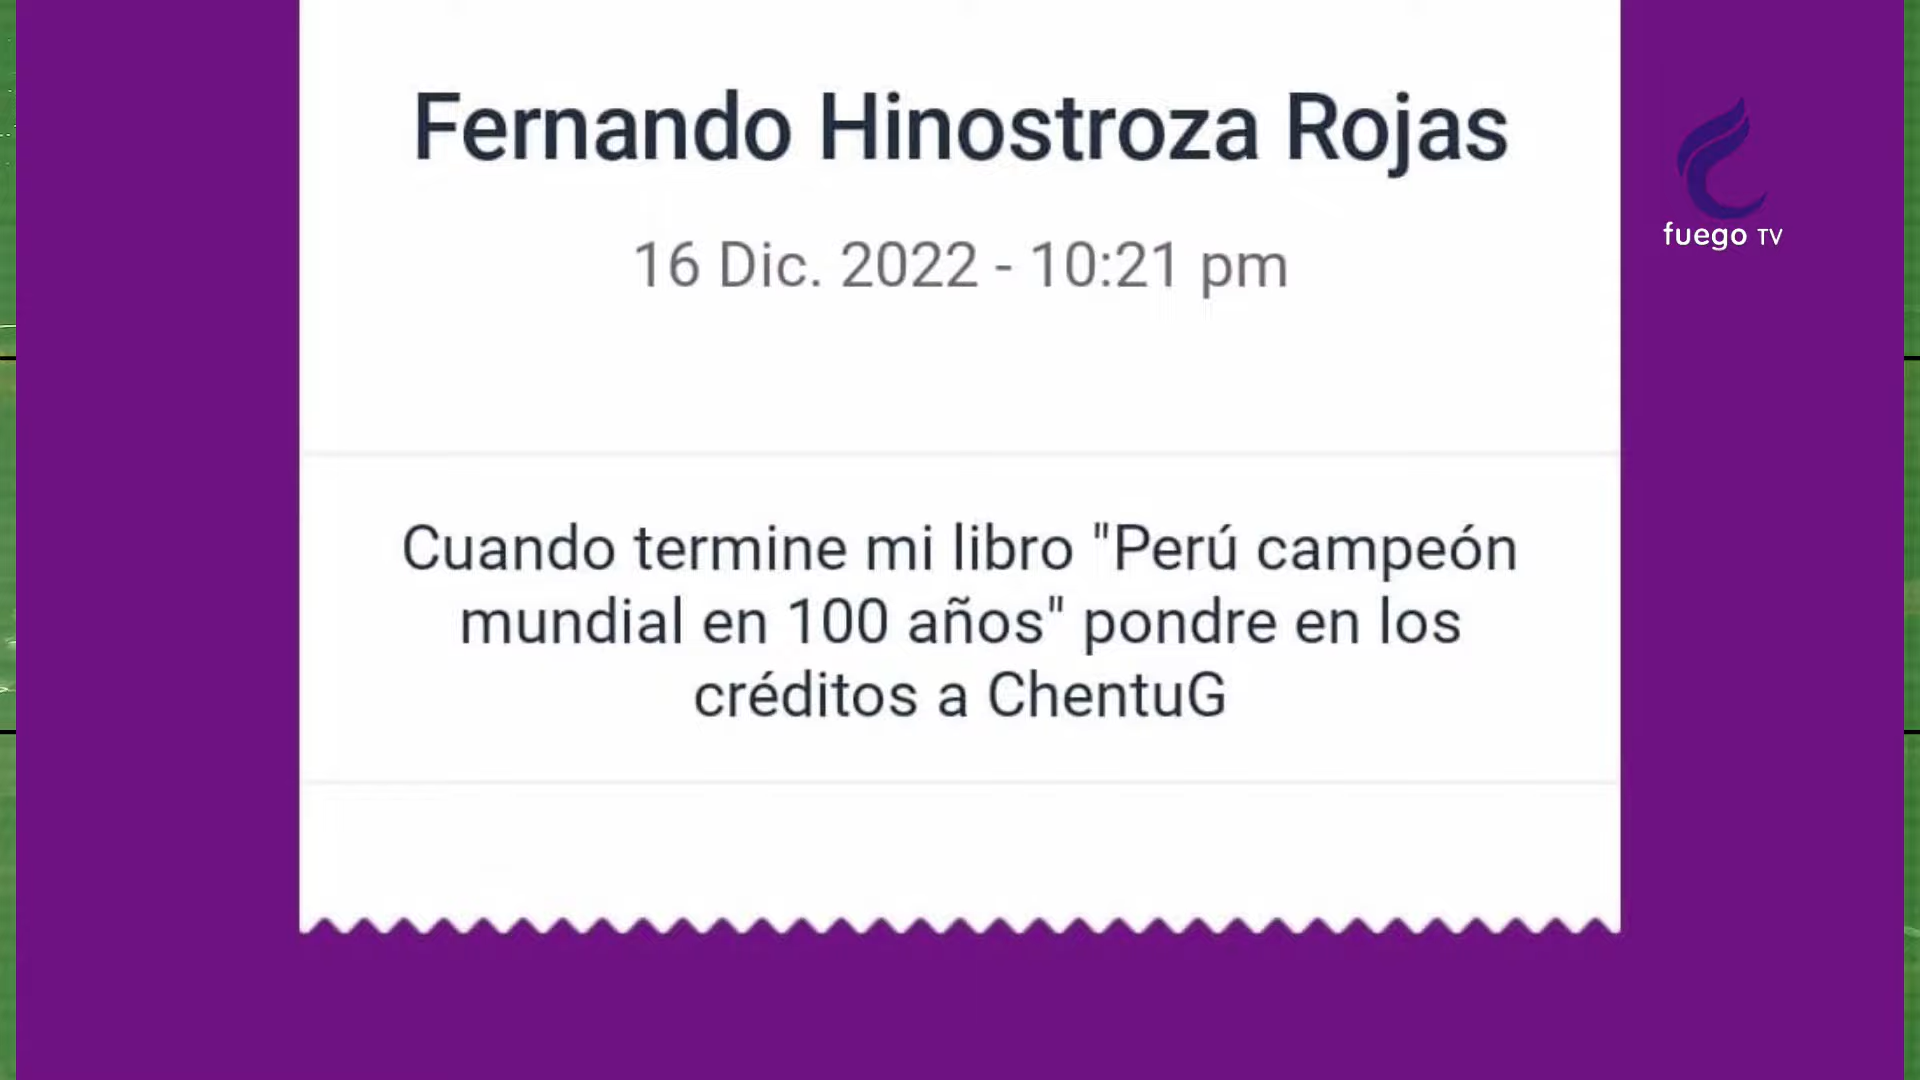 Fernando Hinostroza Rojas
16 Dic. 2022 - 10:21 pm
fuego TV
Cuando termine mi libro "Perú campeón
mundial en 100 años" pondre en los
créditos a ChentuG